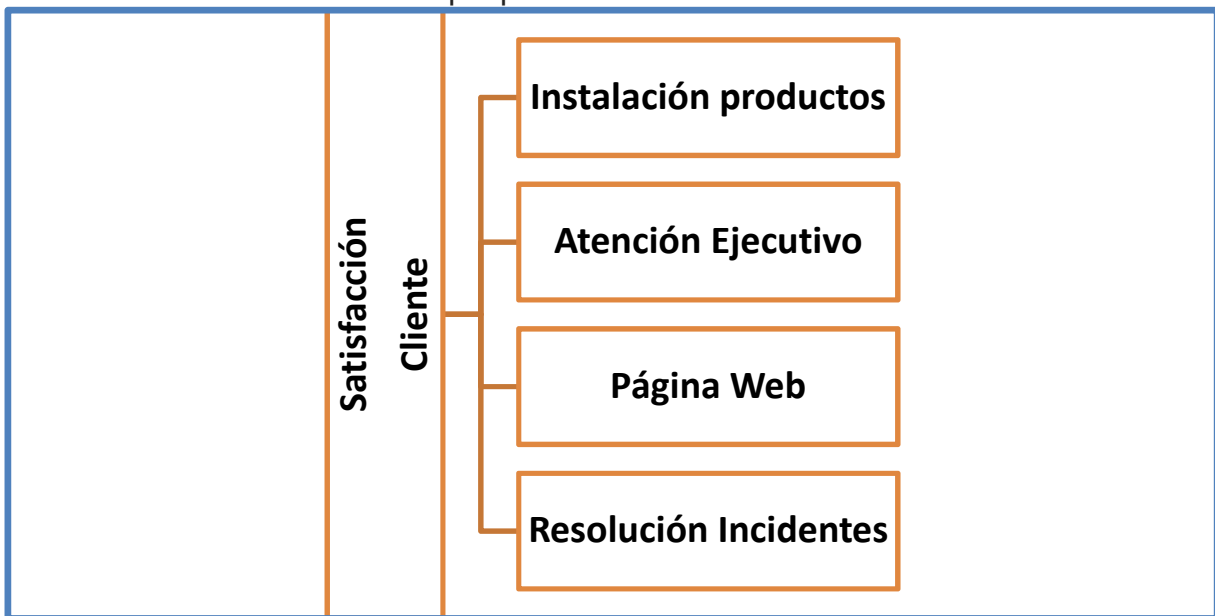 Satisfacción
Cliente
Instalación productos
Atención Ejecutivo
Página Web
Resolución Incidentes